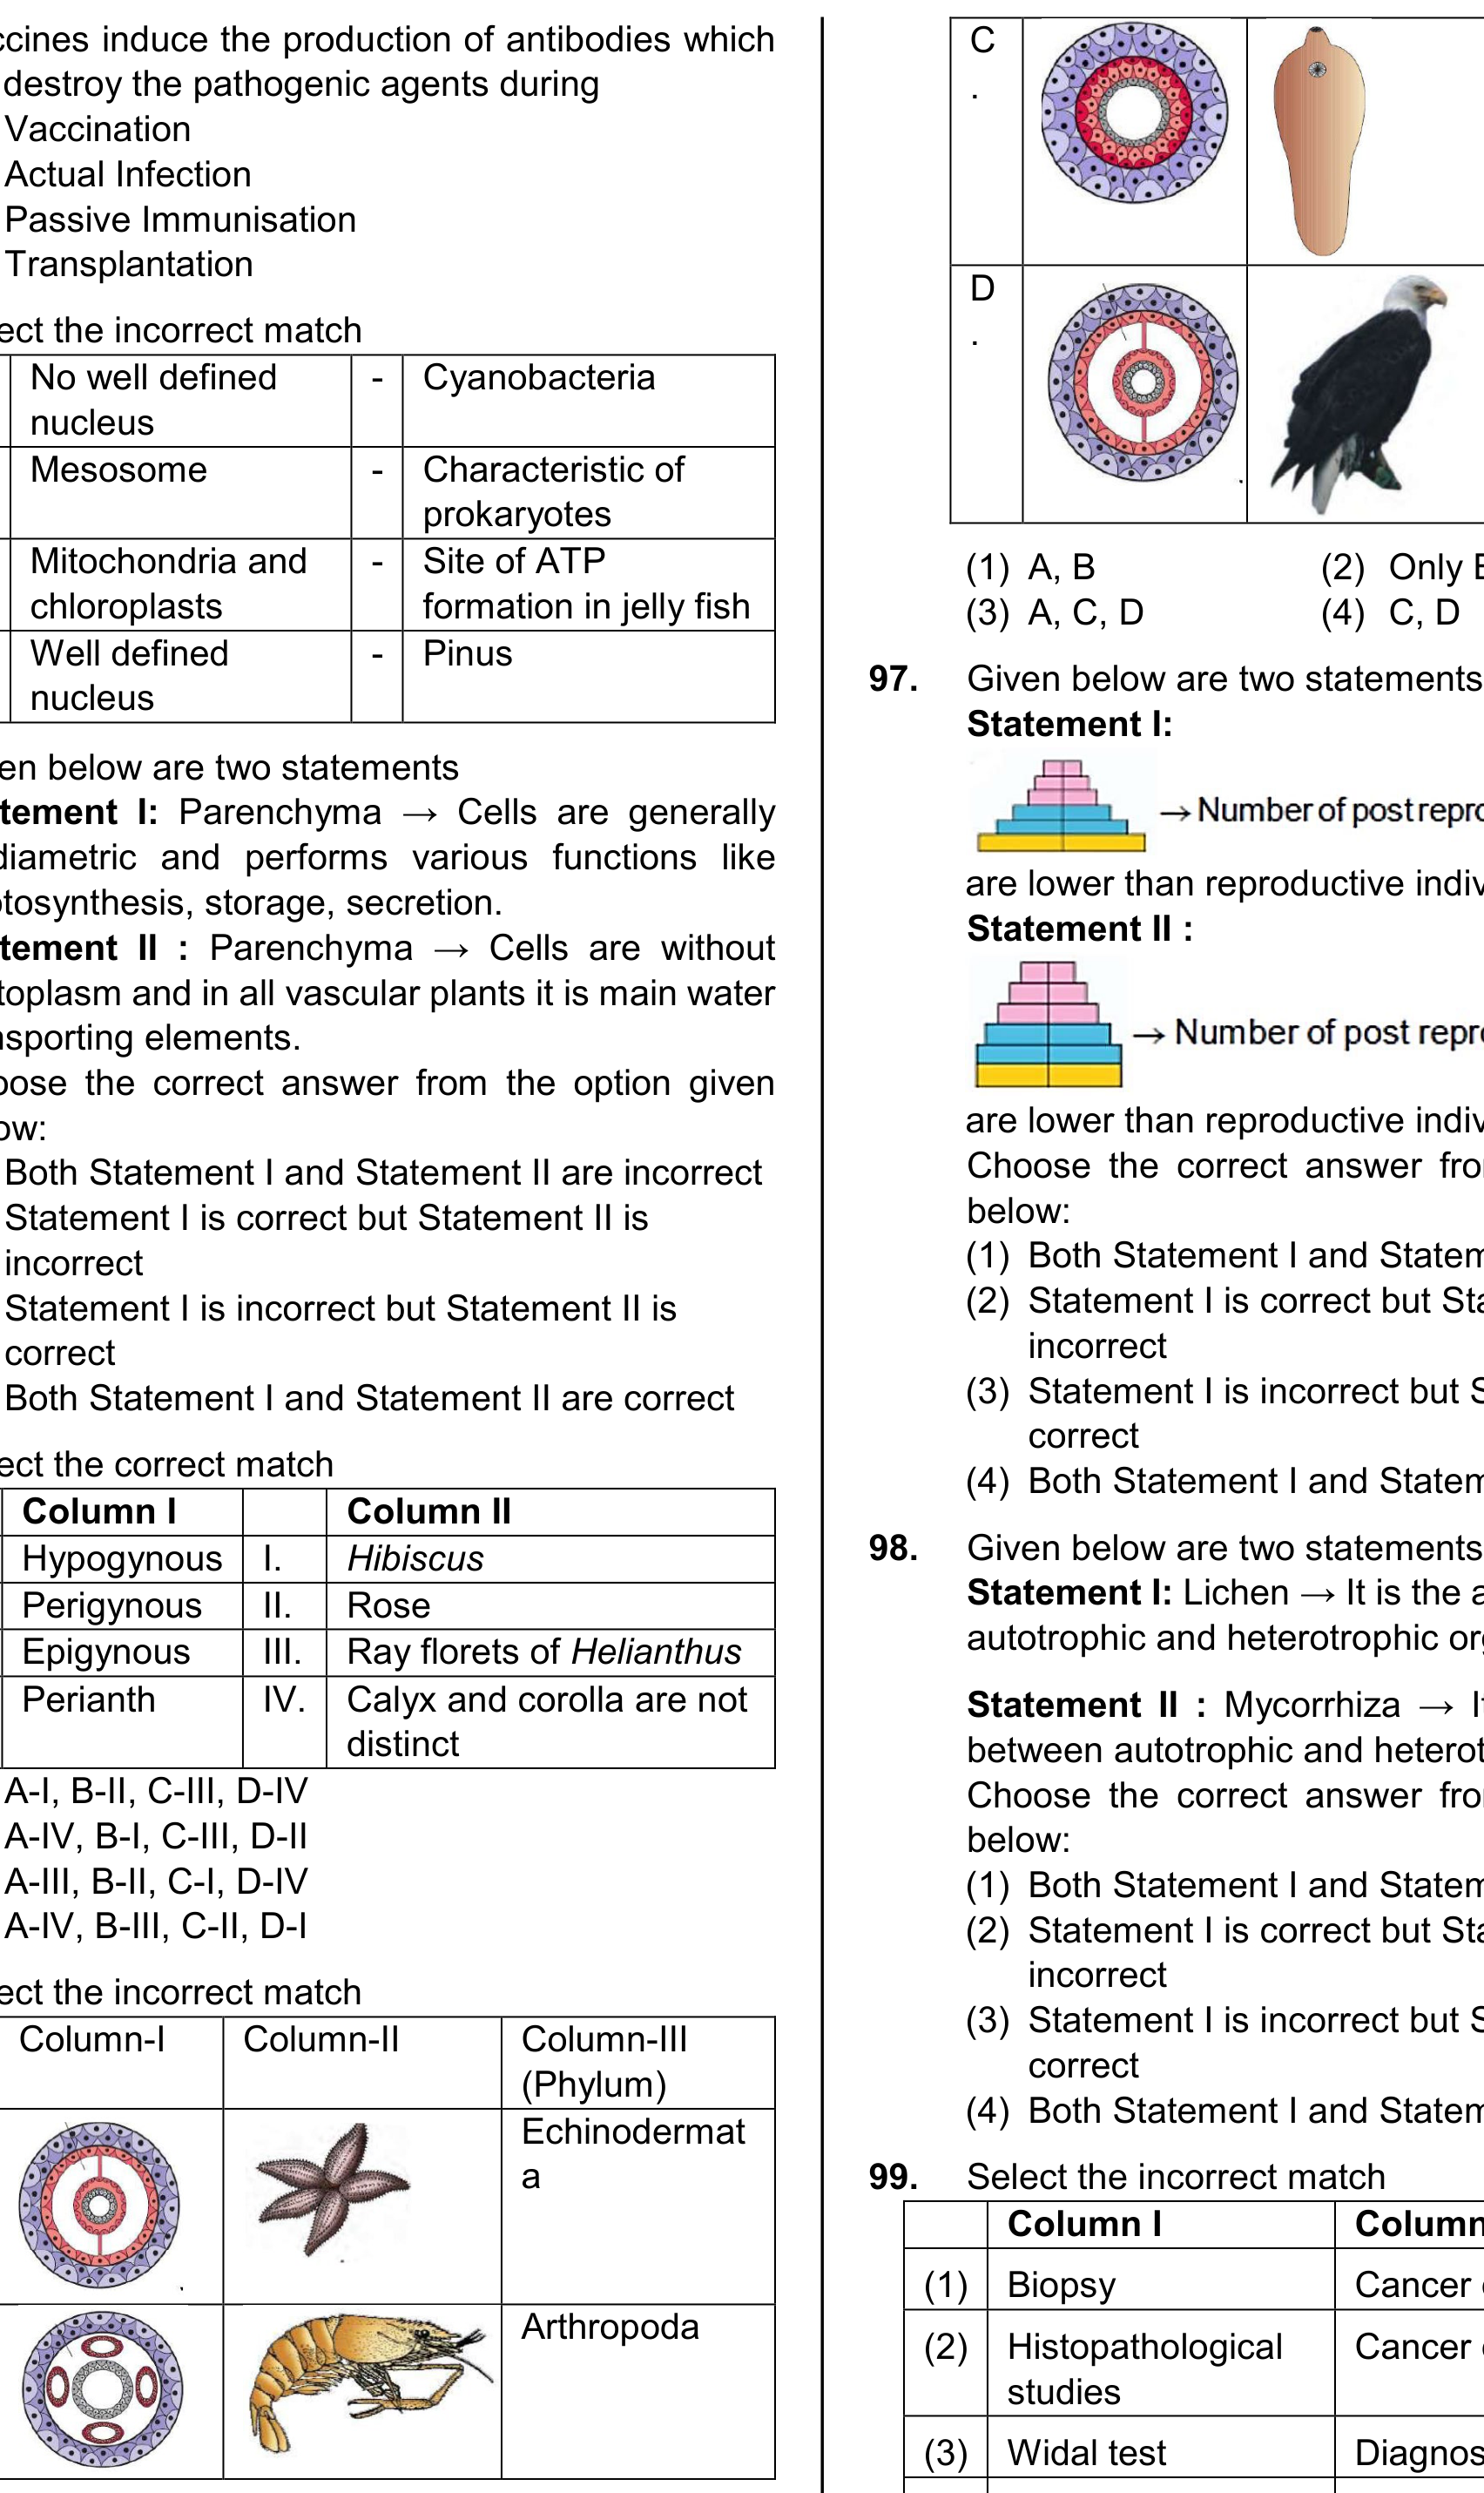 ccines induce the production of antibodies which
destroy the pathogenic agents during
Vaccination
Actual Infection
Passive Immunisation
Transplantation
ect the incorrect match
No well defined - Cyanobacteria
nucleus
Mesosome - Characteristic of
prokaryotes
Mitochondria and - Site of ATP
chloroplasts formation in jelly fish
Well defined - Pinus
nucleus
en below are two statements
tement I: Parenchyma → Cells are generally
diametric and performs various functions like
otosynthesis, storage, secretion.
tement II : Parenchyma → Cells are without
toplasm and in all vascular plants it is main water
nsporting elements.
oose the correct answer from the option given
ow:
Both Statement I and Statement II are incorrect
Statement I is correct but Statement II is
incorrect
Statement I is incorrect but Statement II is
correct
Both Statement I and Statement II are correct
ect the correct match
Column I Column II
Hypogynous I. Hibiscus
Perigynous II. Rose
Epigynous III. Ray florets of Helianthus
Perianth IV. Calyx and corolla are not
distinct
A-I, B-II, C-III, D-IV
A-IV, B-I, C-III, D-II
A-III, B-II, C-I, D-IV
A-IV, B-III, C-II, D-I
ect the incorrect match
Column-I Column-II Column-III
(Phylum)
Echinodermat
a
Arthropoda
C
.
D
.
(1) A, B (2) Only
(3) A, C, D (4) C, D
97. Given below are two statements
Statement I:
→ Number of post repro
are lower than reproductive indiv
Statement II :
→ Number of post repro
are lower than reproductive indiv
Choose the correct answer fro
below:
(1) Both Statement I and Statem
(2) Statement I is correct but Sta
incorrect
(3) Statement I is incorrect but S
correct
(4) Both Statement I and Statem
98. Given below are two statements
Statement I: Lichen → It is the a
autotrophic and heterotrophic org
Statement II : Mycorrhiza → It
between autotrophic and heterot
Choose the correct answer fro
below:
(1) Both Statement I and Statem
(2) Statement I is correct but Sta
incorrect
(3) Statement I is incorrect but S
correct
(4) Both Statement I and Statem
99. Select the incorrect match
Column I Column
(1) Biopsy Cancer
(2) Histopathological Cancer
studies
(3) Widal test Diagnos